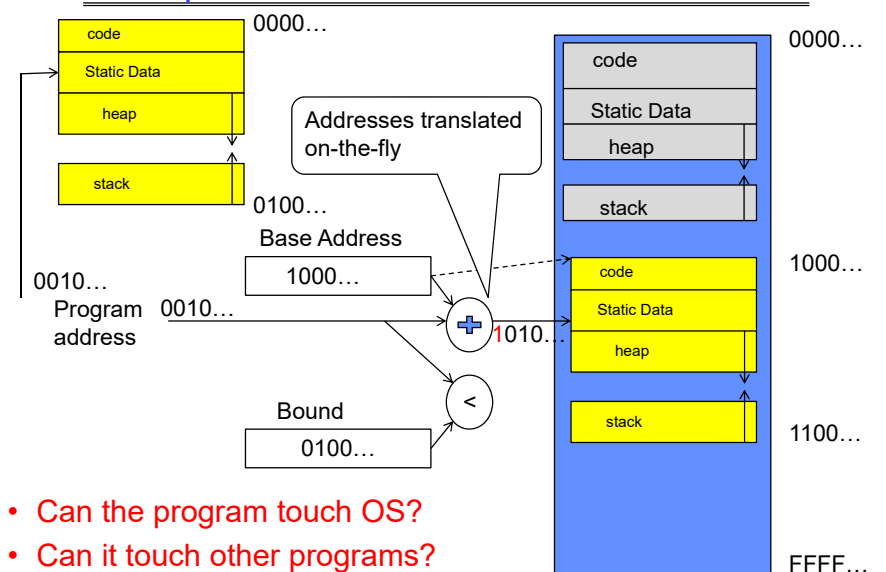 code
0000…
Static Data
heap
stack
0100…
Addresses translated
on-the-fly
Base Address
1000…
0010…
Program
address
0010…
1010…
<
Bound
0100…
0000…
code
Static Data
heap
stack
1000…
code
Static Data
heap
stack
1100…
FFFF…
• Can the program touch OS?
• Can it touch other programs?